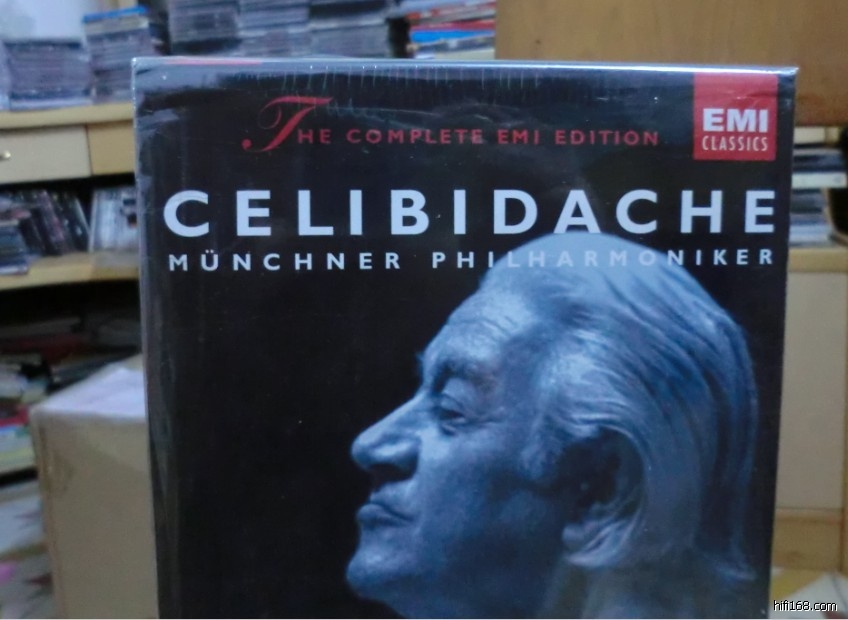 THE COMPLETE EMI EDITION
EMI
CLASSICS
CELIBIDACHE
MÜNCHNER PHILHARMONIKER
hifi168.com